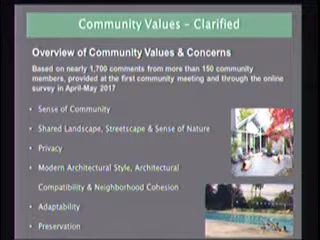 Community Values – Clarified
Overview of Community Values & Concerns
Based on nearly 1,700 comments from more than 150 community
members, provided at the first community meeting and through the online
survey in April-May 2017
• Sense of Community
• Shared Landscape, Streetscape & Sense of Nature
• Privacy
• Modern Architectural Style, Architectural
Compatibility & Neighborhood Cohesion
• Adaptability
• Preservation